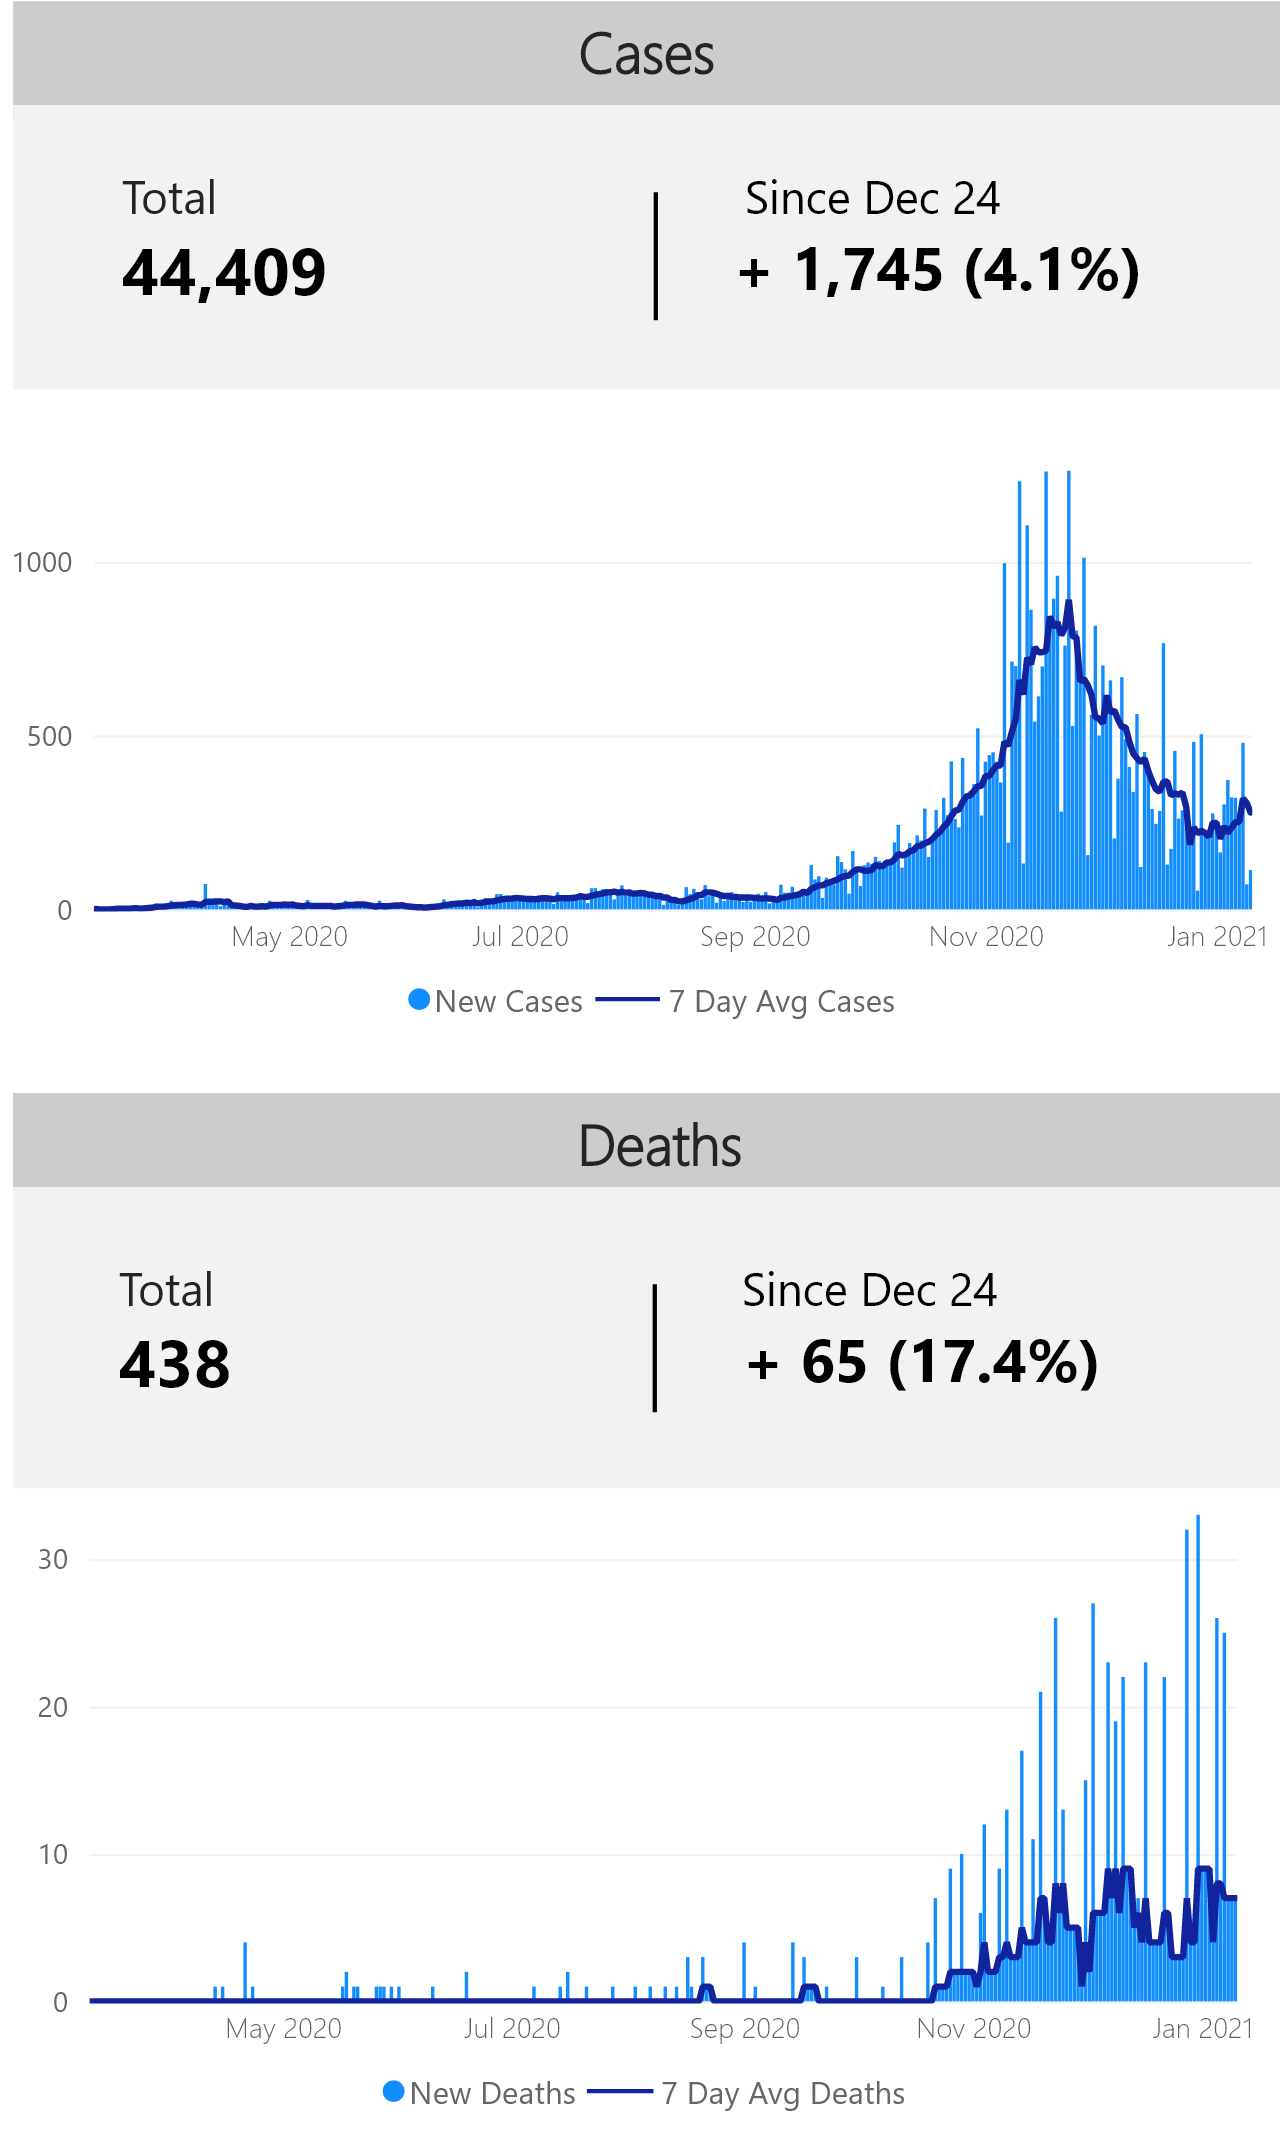 Cases
Total
Since Dec 24
44,409
+ 1,745 (4.1%)
1000
500
0
May 2020
Jul 2020
Sep 2020
Nov 2020
Jan 2021
New Cases
7 Day Avg Cases
Deaths
Total
Since Dec 24
438
+ 65 (17.4%)
30
20
10
0
May 2020
Jul 2020
Sep 2020
Nov 2020
Jan 2021
New Deaths
7 Day Avg Deaths